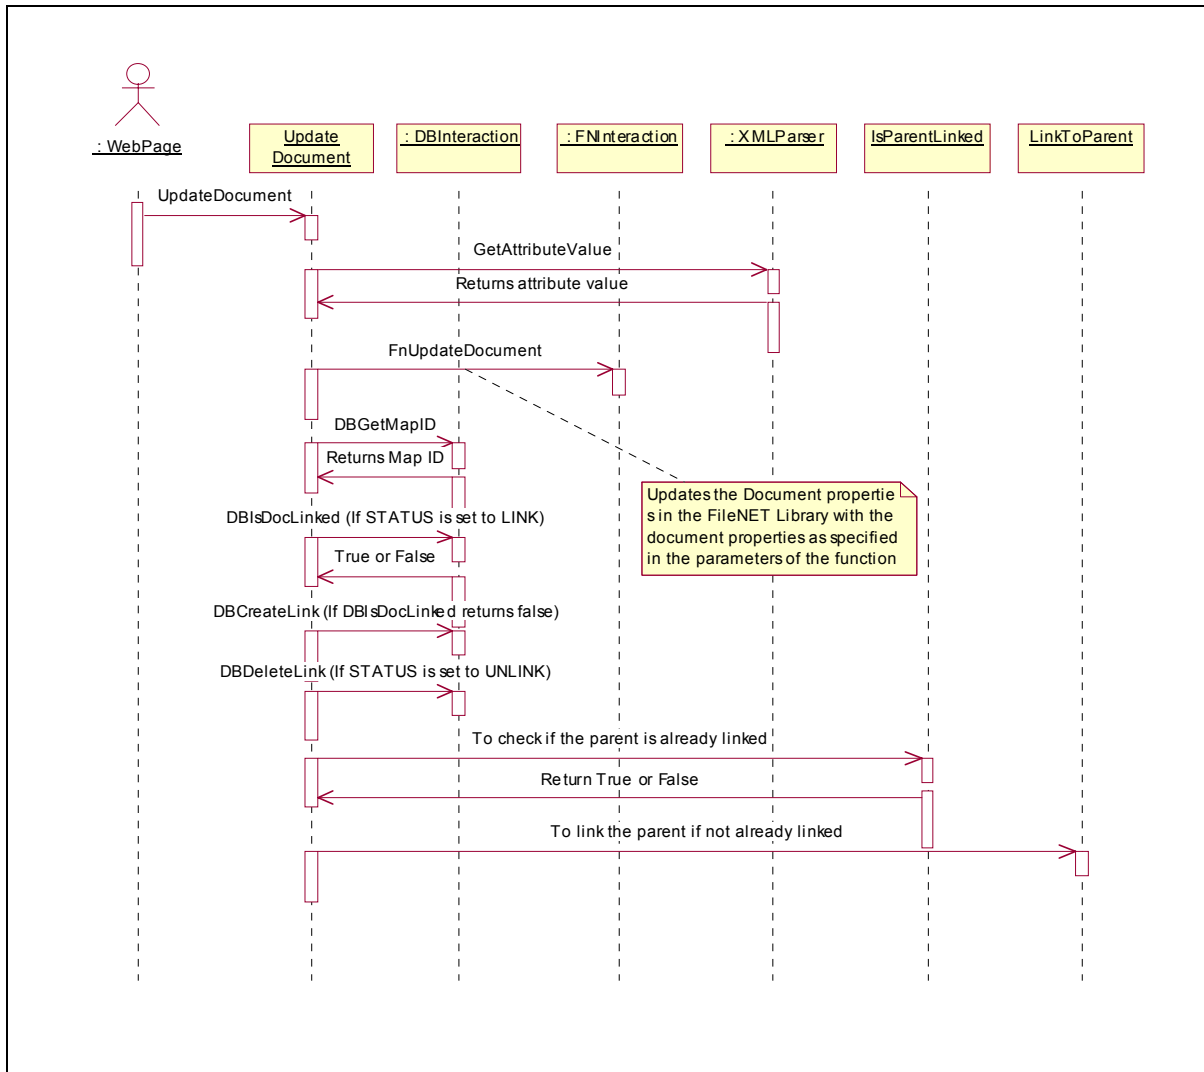 : WebPage
Update
Document
: DBInteraction
: FNInteraction
: XMLParser
IsParentLinked
LinkToParent
UpdateDocument
GetAttributeValue
Returns attribute value
FnUpdateDocument
DBGetMapID
Returns Map ID
Updates the Document propertie
s in the FileNET Library with the
document properties as specified
in the parameters of the function
DBIsDocLinked (If STATUS is set to LINK)
True or False
DBCreateLink (If DBIsDocLinked returns false)
DBDeleteLink (If STATUS is set to UNLINK)
To check if the parent is already linked
Return True or False
To link the parent if not already linked